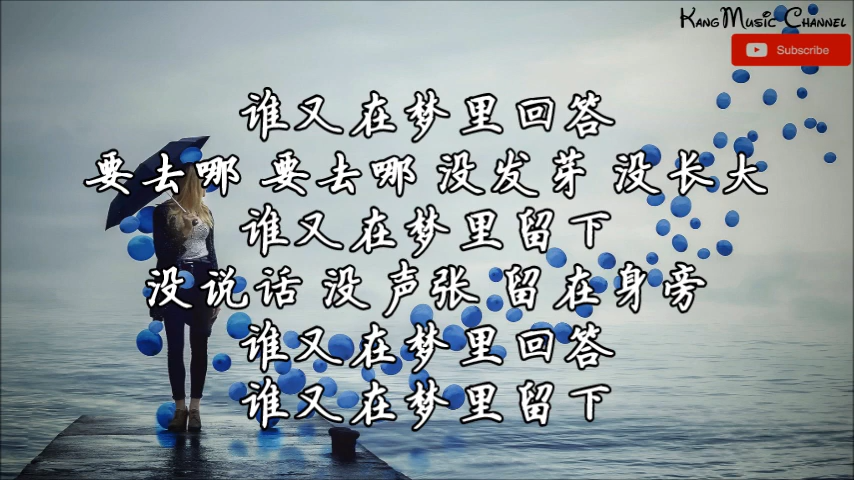 Kang Music Channel
Subscribe
谁又在梦里回答
要去哪 要去哪 没发芽 没长大
谁又在梦里留下
没说话 没声张 留在身旁
谁又在梦里回答
谁又在梦里留下